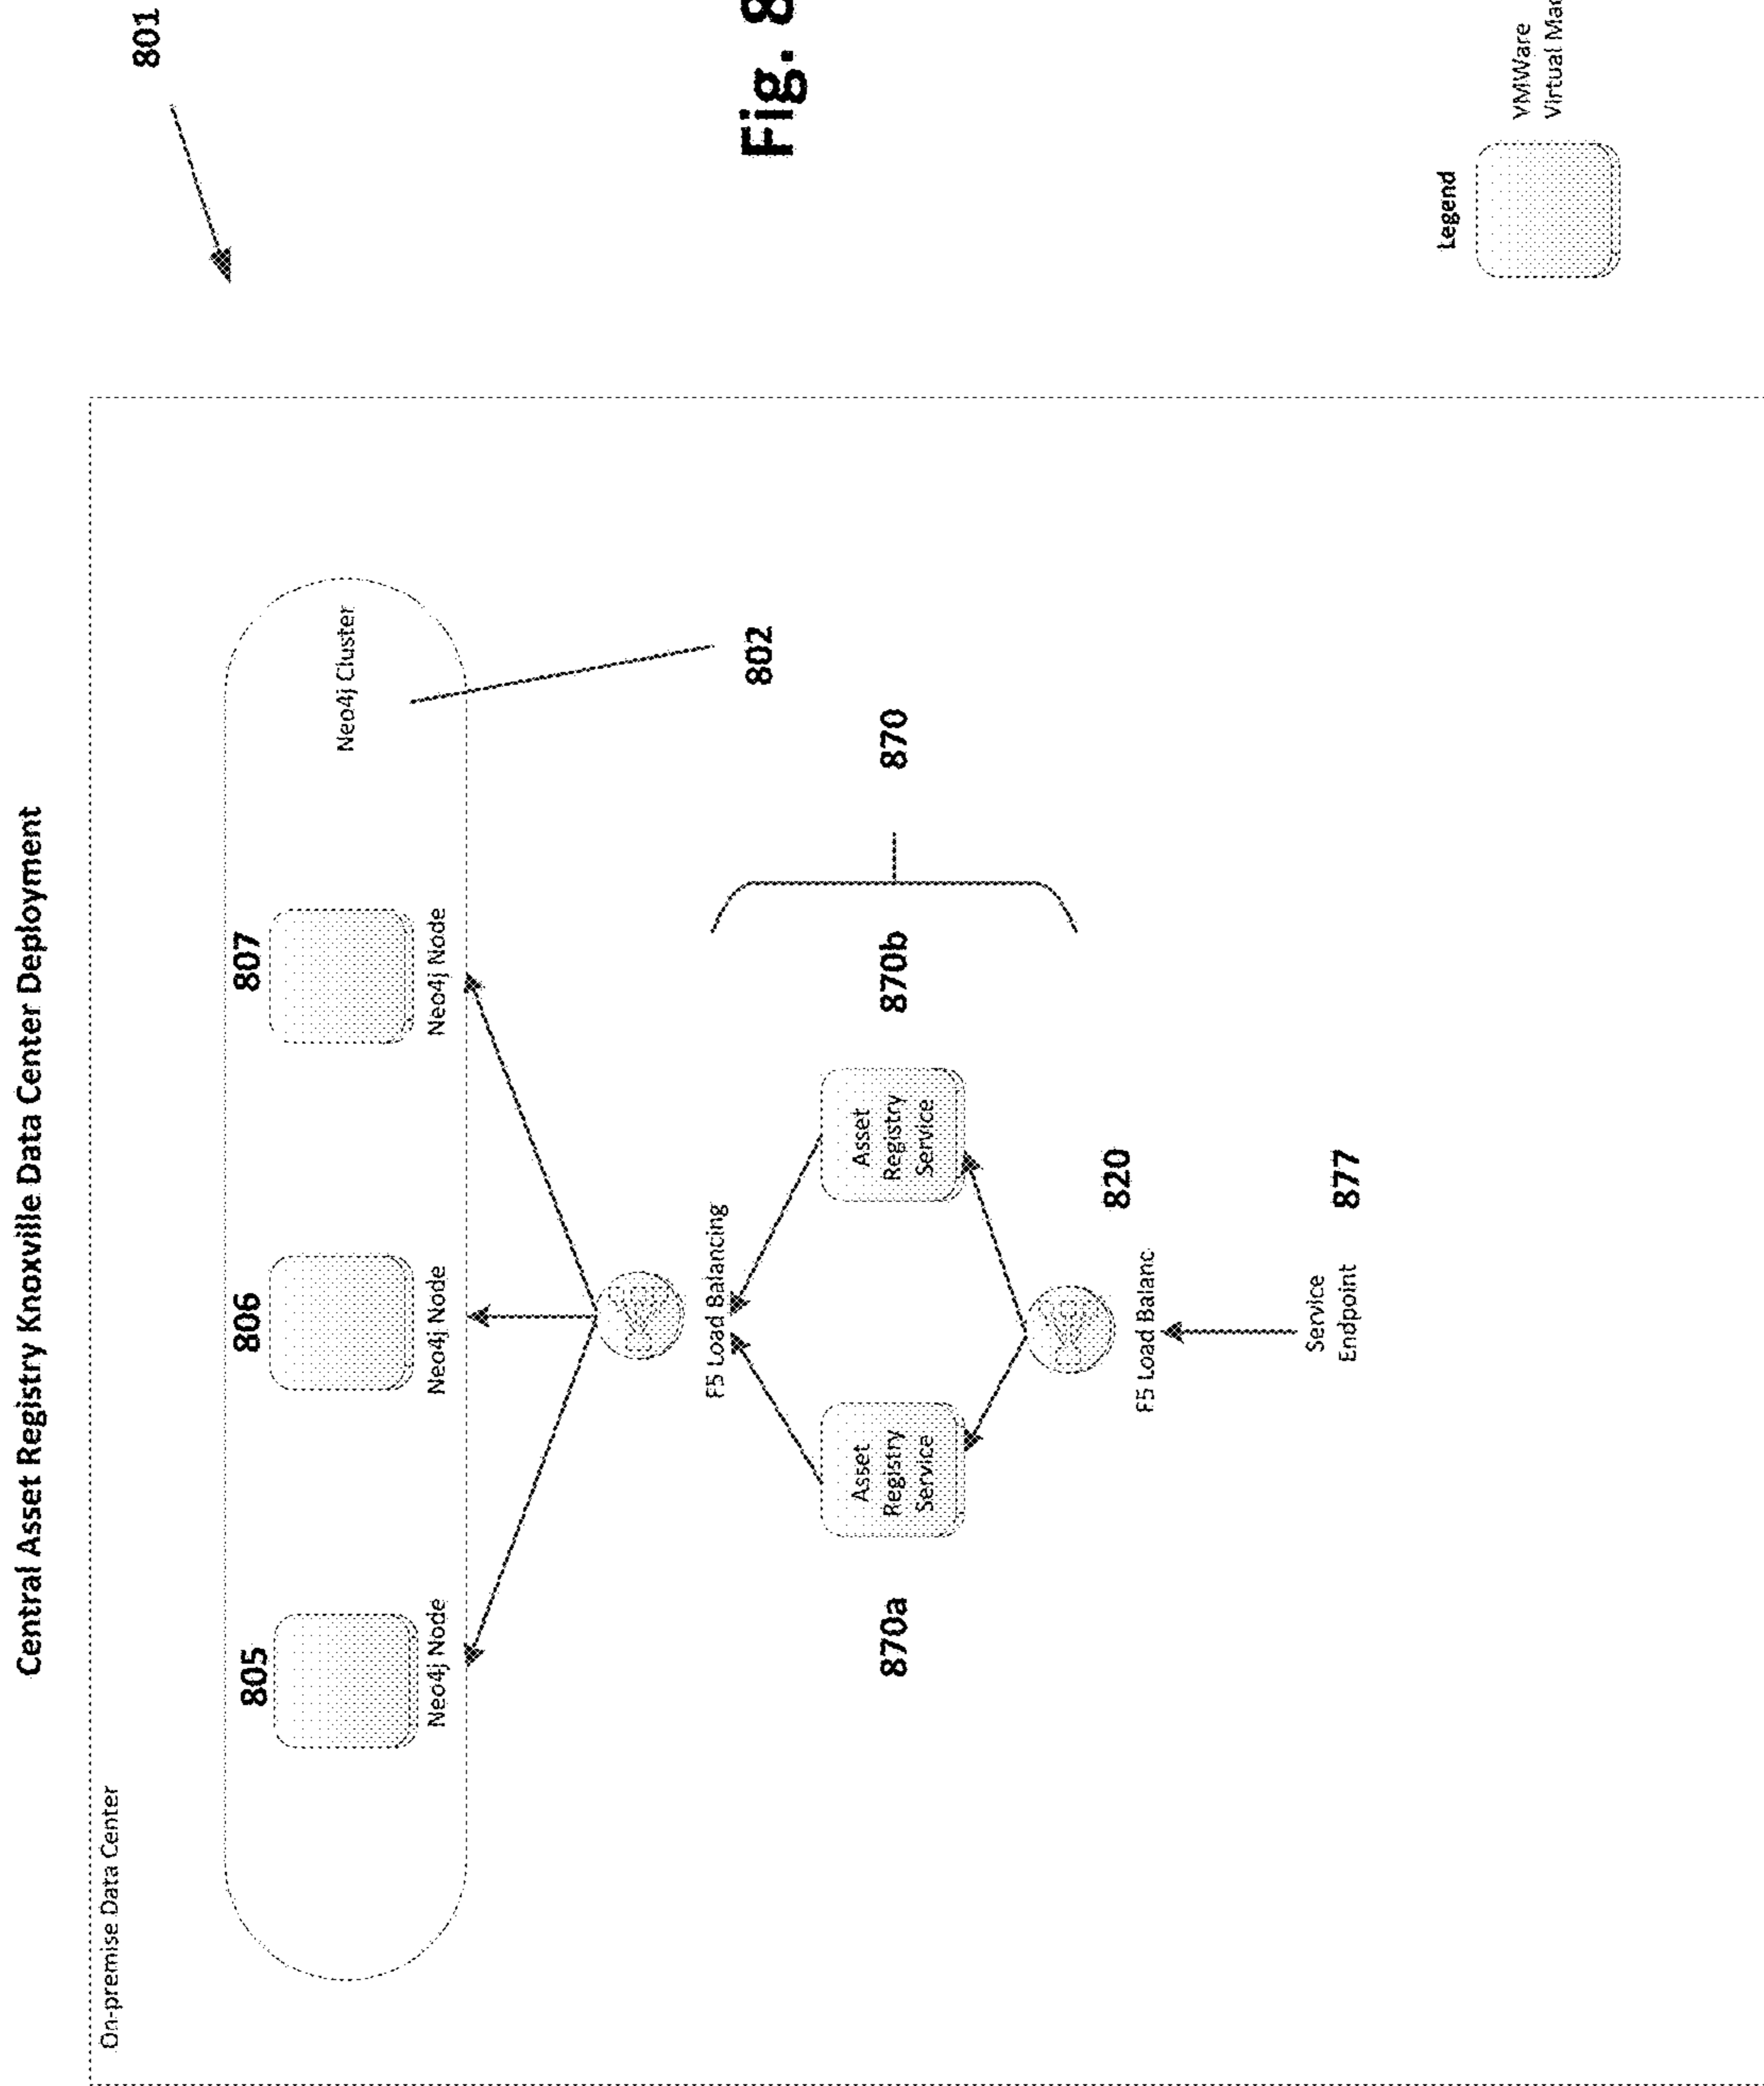 Central Asset Registry Knoxville Data Center Deployment
801
On-premise Data Center
805
806
807
Neo4j Node
Neo4j Node
Neo4j Node
Neo4j Cluster
802
F5 Load Balancing
870
870a
Asset
Registry
Service
Asset
Registry
Service
870b
F5 Load Balanc
820
Service
Endpoint
877
Fig. 8
Legend
VMWare
Virtual Mac